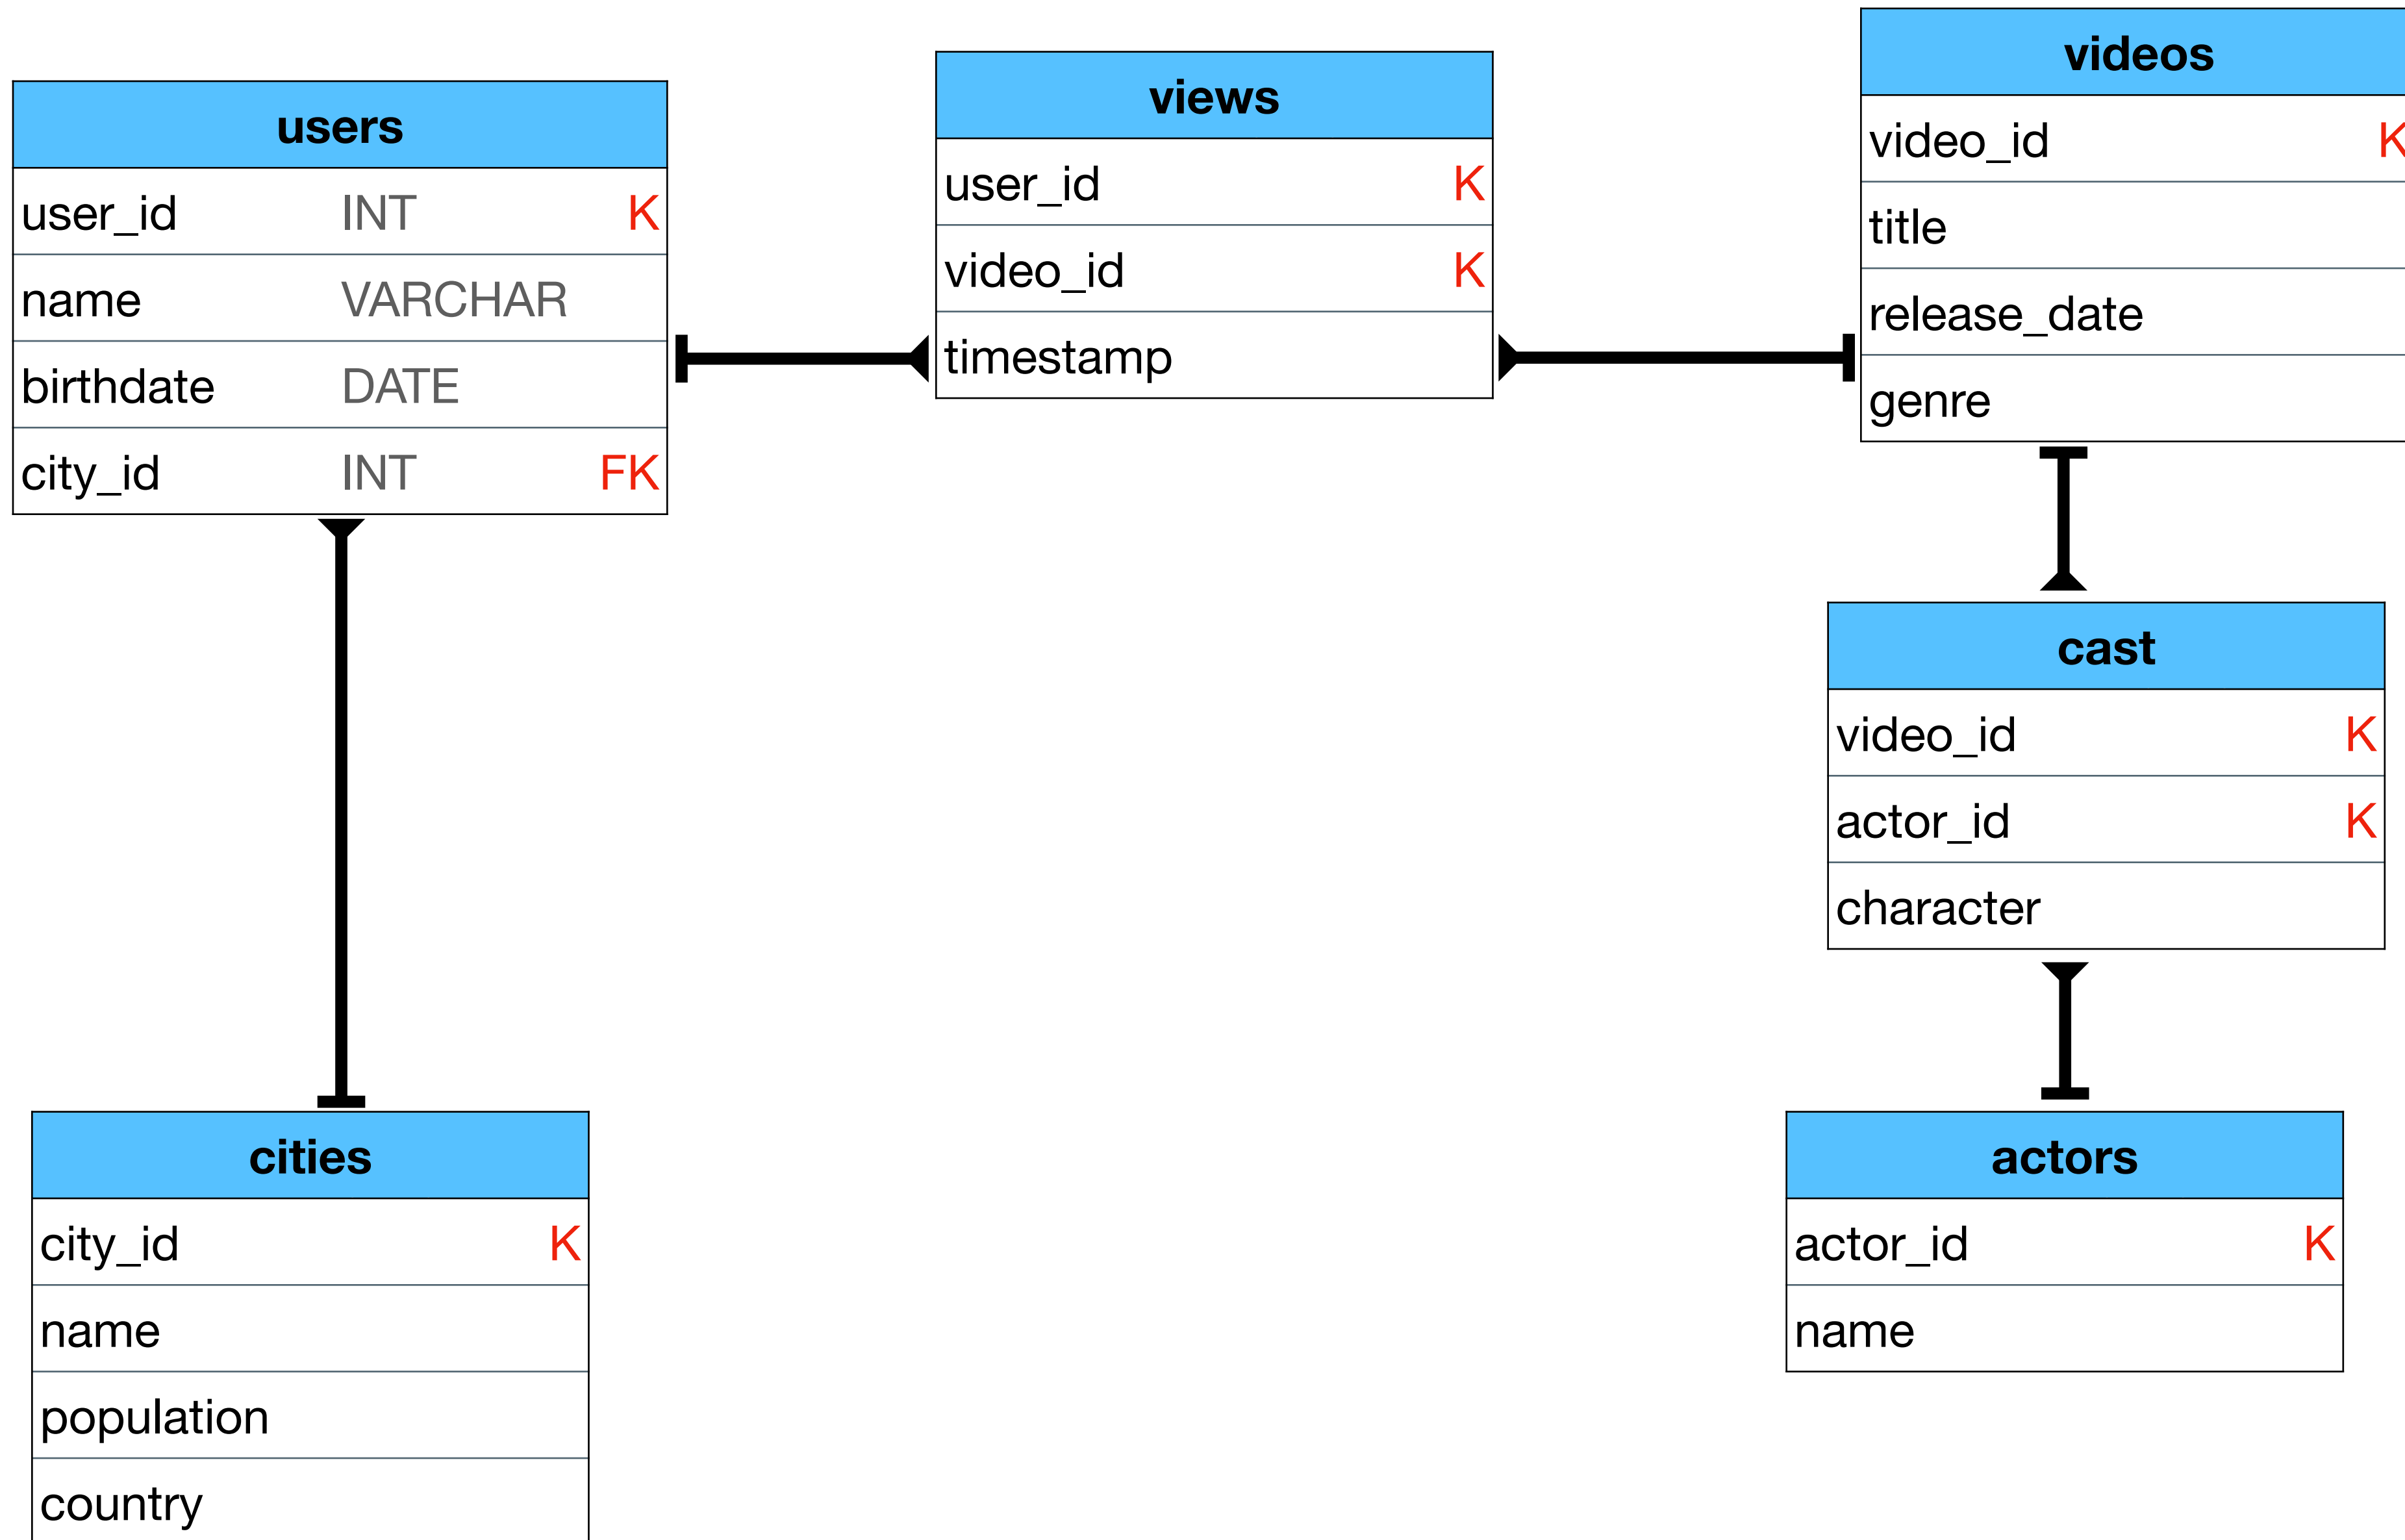 users
user_id INT K
name VARCHAR
birthdate DATE
city_id INT FK
views
user_id K
video_id K
timestamp
videos
video_id K
title
release_date
genre
cast
video_id K
actor_id K
character
cities
city_id K
name
population
country
actors
actor_id K
name